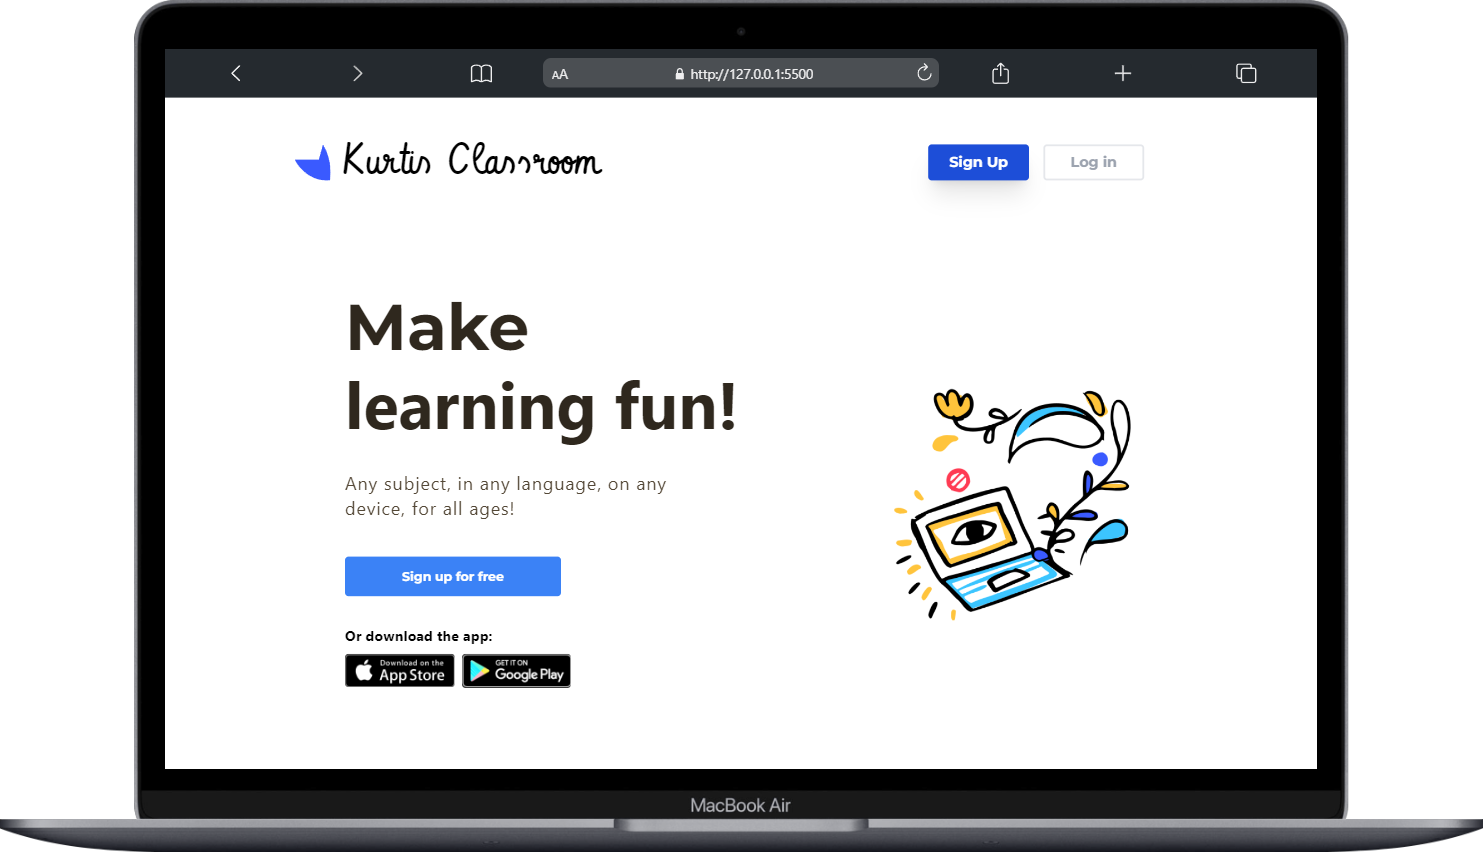 AA http://127.0.0.1:5500
Kurtis Classroom
Sign Up
Log in
Make
learning fun!
Any subject, in any language, on any
device, for all ages!
Sign up for free
Or download the app:
Download on the
App Store
GET IT ON
Google Play
MacBook Air